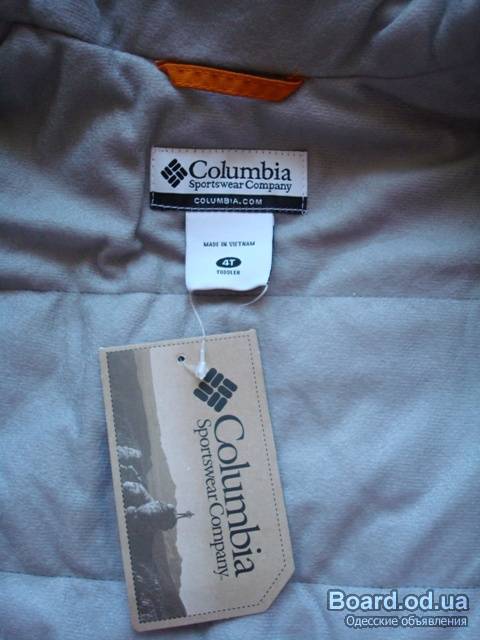 Columbia
Sportswear Company
COLUMBIA.COM
MADE IN VIETNAM
4T
TODDLER
Columbia
Sportswear Company
Board.od.ua
Одесские объявления